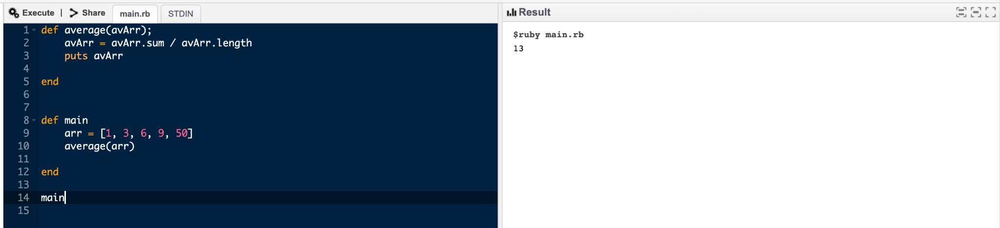 Execute | Share main.rb STDIN
1 def average(avArr);
2     avArr = avArr.sum / avArr.length
3     puts avArr
4
5 end
6
7
8 def main
9     arr = [1, 3, 6, 9, 50]
10     average(arr)
11
12 end
13
14 main
15
Result
$ruby main.rb
13